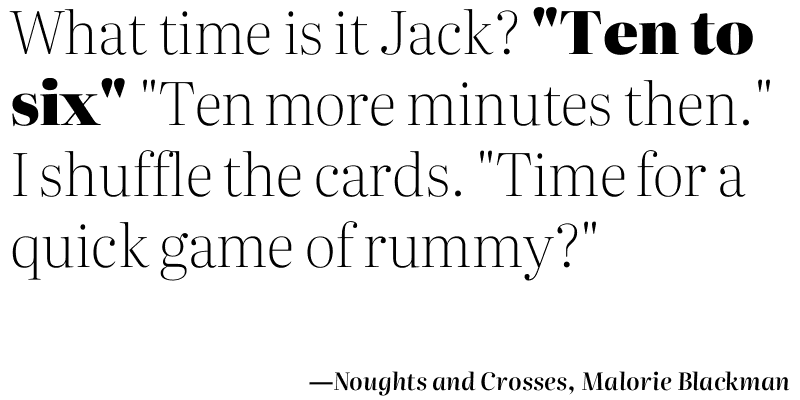 What time is it Jack? "Ten to
six" "Ten more minutes then."
I shuffle the cards. "Time for a
quick game of rummy?"
—Noughts and Crosses, Malorie Blackman